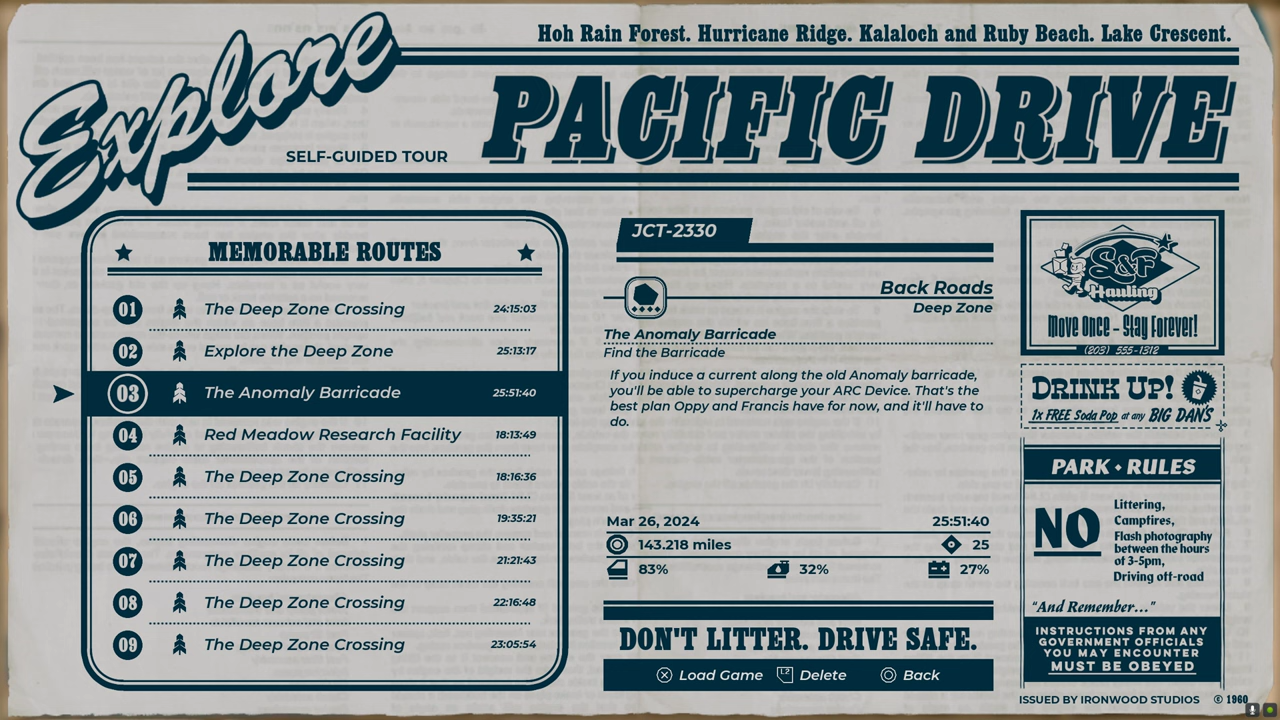 Explore
Hoh Rain Forest. Hurricane Ridge. Kalaloch and Ruby Beach. Lake Crescent.
PACIFIC DRIVE
SELF-GUIDED TOUR
MEMORABLE ROUTES
01 The Deep Zone Crossing 24:15:03
02 Explore the Deep Zone 25:13:17
03 The Anomaly Barricade 25:51:40
04 Red Meadow Research Facility 18:13:49
05 The Deep Zone Crossing 18:16:36
06 The Deep Zone Crossing 19:35:21
07 The Deep Zone Crossing 21:21:43
08 The Deep Zone Crossing 22:16:48
09 The Deep Zone Crossing 23:05:54
JCT-2330
Back Roads
Deep Zone
The Anomaly Barricade
Find the Barricade
If you induce a current along the old Anomaly barricade,
you'll be able to supercharge your ARC Device. That's the
best plan Oppy and Francis have for now, and it'll have to
do.
Mar 26, 2024 25:51:40
143.218 miles 25
83% 32% 27%
DON'T LITTER. DRIVE SAFE.
Load Game L2 Delete Back
S&F
Hauling
Move Once - Stay Forever!
(203) 555-1312
DRINK UP!
1x FREE Soda Pop at any BIG DAN'S
PARK • RULES
NO
Littering,
Campfires,
Flash photography
between the hours
of 3-5pm,
Driving off-road
"And Remember..."
INSTRUCTIONS FROM ANY
GOVERNMENT OFFICIALS
YOU MAY ENCOUNTER
MUST BE OBEYED
ISSUED BY IRONWOOD STUDIOS © 1960